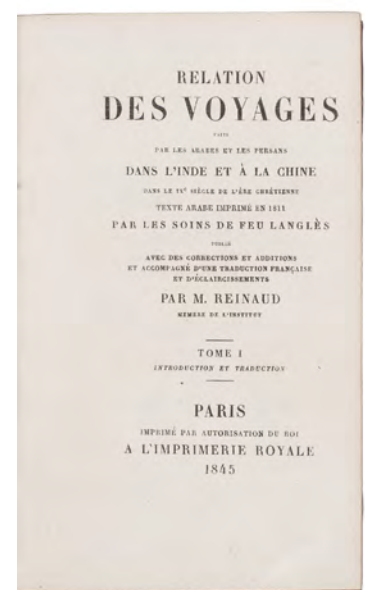 RELATION
DES VOYAGES
FAITS
PAR LES ARABES ET LES PERSANS
DANS L'INDE ET À LA CHINE
DANS LE IXᵉ SIÈCLE DE L'ÈRE CHRÉTIENNE
TEXTE ARABE IMPRIMÉ EN 1811
PAR LES SOINS DE FEU LANGLÈS
PUBLIÉ
AVEC DES CORRECTIONS ET ADDITIONS
ET ACCOMPAGNÉ D'UNE TRADUCTION FRANÇAISE
ET D'ÉCLAIRCISSEMENTS
PAR M. REINAUD
MEMBRE DE L'INSTITUT
TOME I
INTRODUCTION ET TRADUCTION
PARIS
IMPRIMÉ PAR AUTORISATION DU ROI
A L'IMPRIMERIE ROYALE
1845